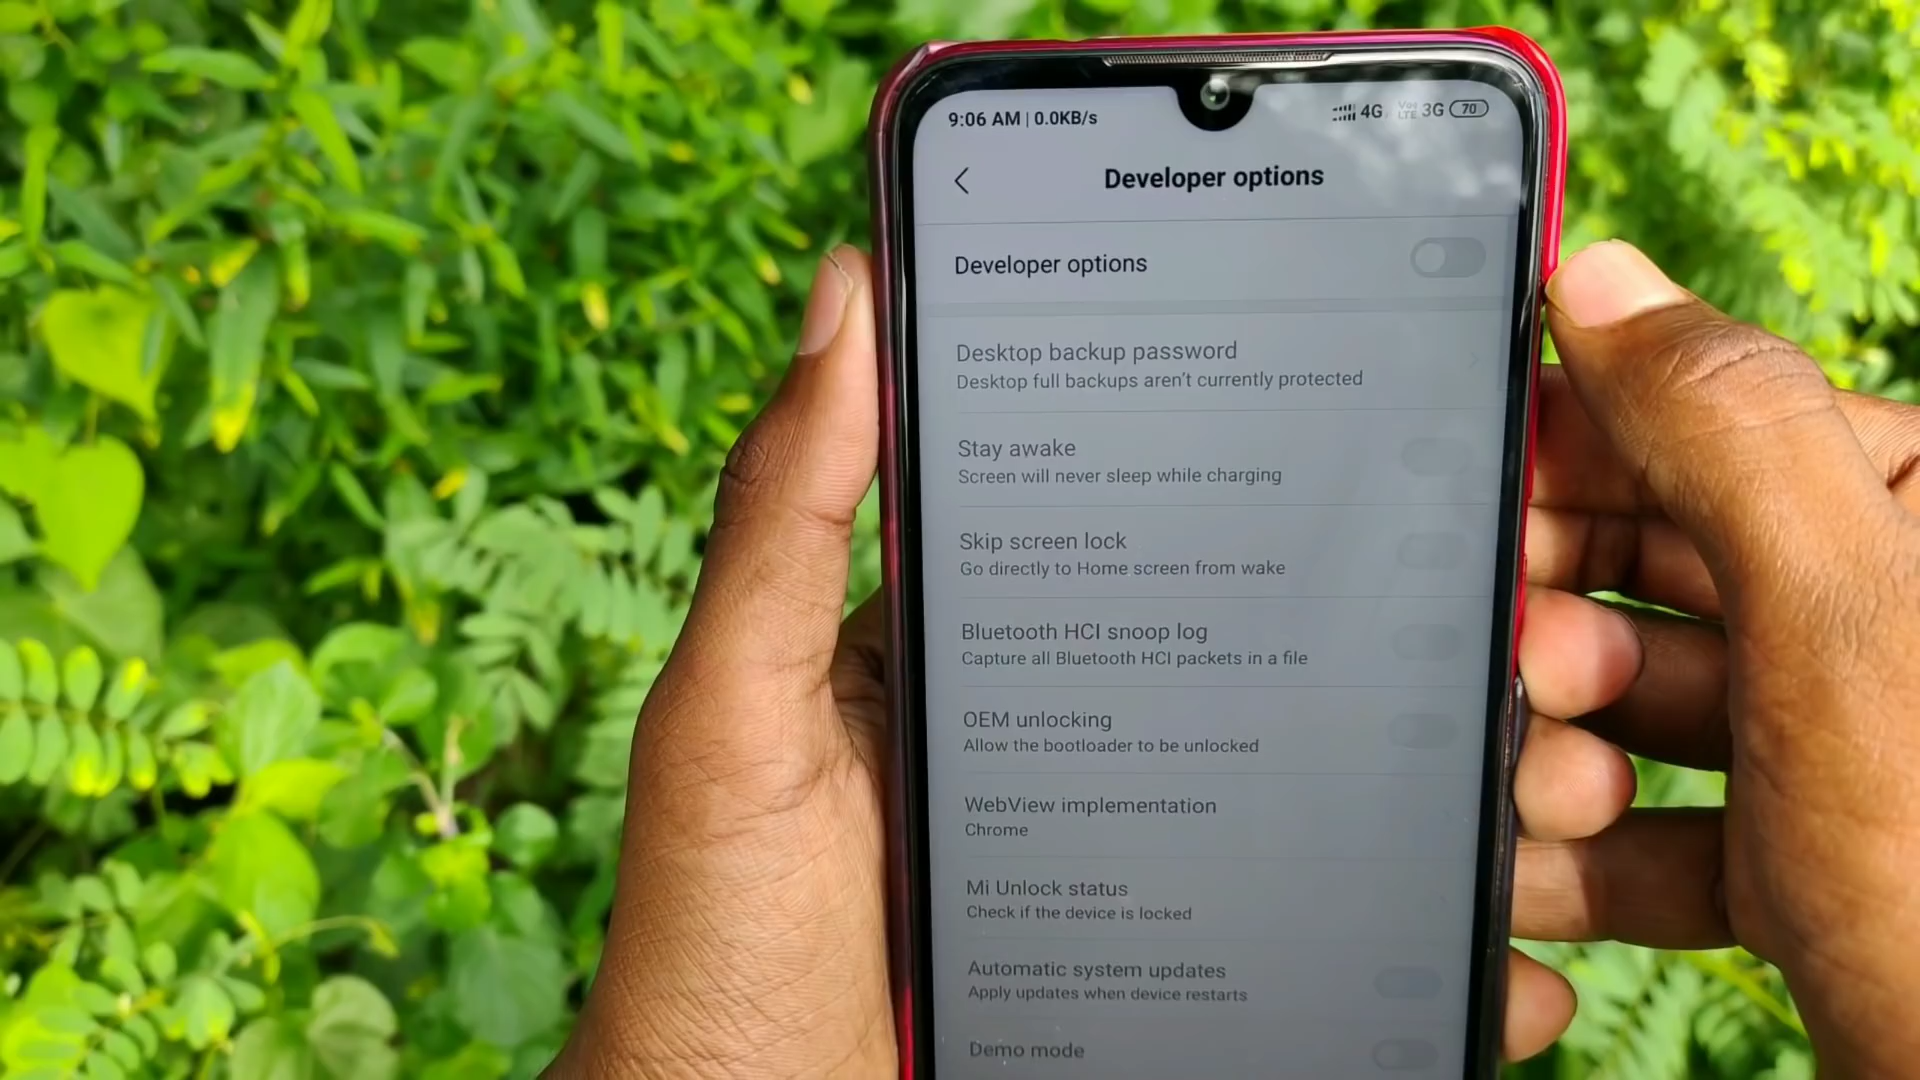 9:06 AM | 0.0KB/s 4G Vo LTE 3G 70
Developer options
Developer options
Desktop backup password
Desktop full backups aren't currently protected
Stay awake
Screen will never sleep while charging
Skip screen lock
Go directly to Home screen from wake
Bluetooth HCI snoop log
Capture all Bluetooth HCI packets in a file
OEM unlocking
Allow the bootloader to be unlocked
WebView implementation
Chrome
Mi Unlock status
Check if the device is locked
Automatic system updates
Apply updates when device restarts
Demo mode